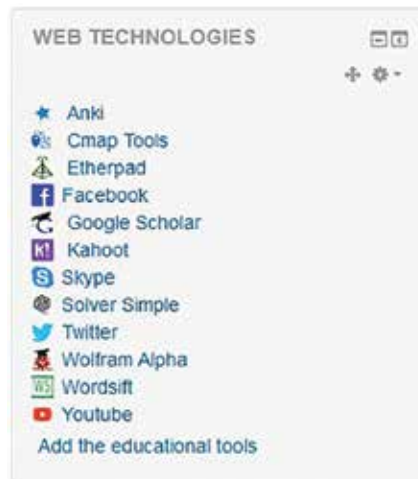 WEB TECHNOLOGIES
Anki
Cmap Tools
Etherpad
Facebook
Google Scholar
K! Kahoot
Skype
Solver Simple
Twitter
Wolfram Alpha
WS Wordsift
Youtube
Add the educational tools